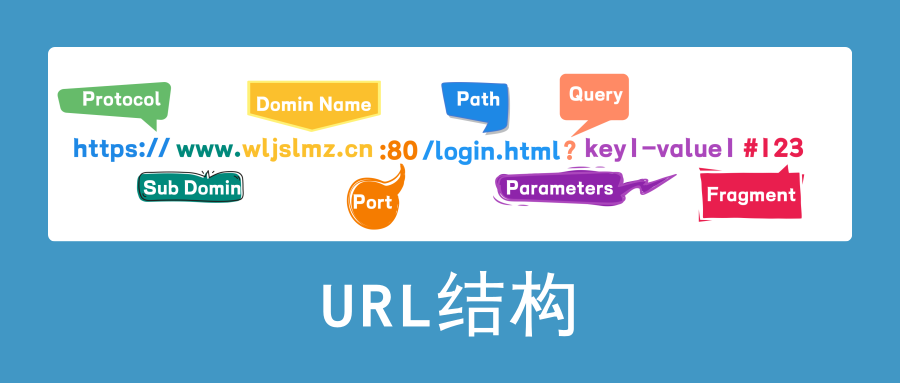 Protocol Domin Name Path Query
https://www.wljslmz.cn:80/login.html?key1-value1#123
Sub Domin Port Parameters Fragment
URL结构